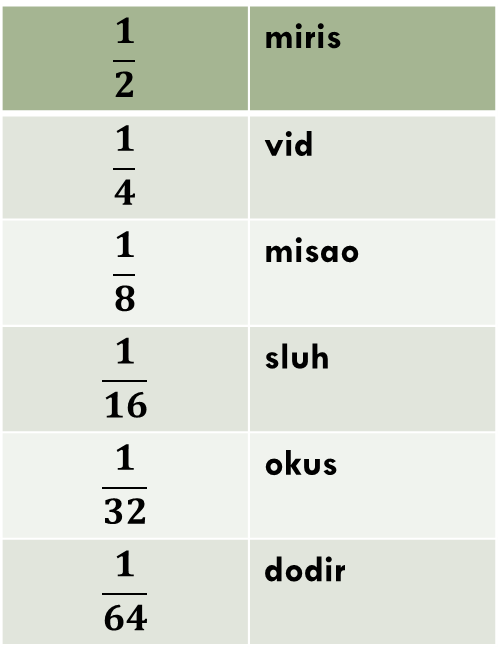 1/2 miris
1/4 vid
1/8 misao
1/16 sluh
1/32 okus
1/64 dodir